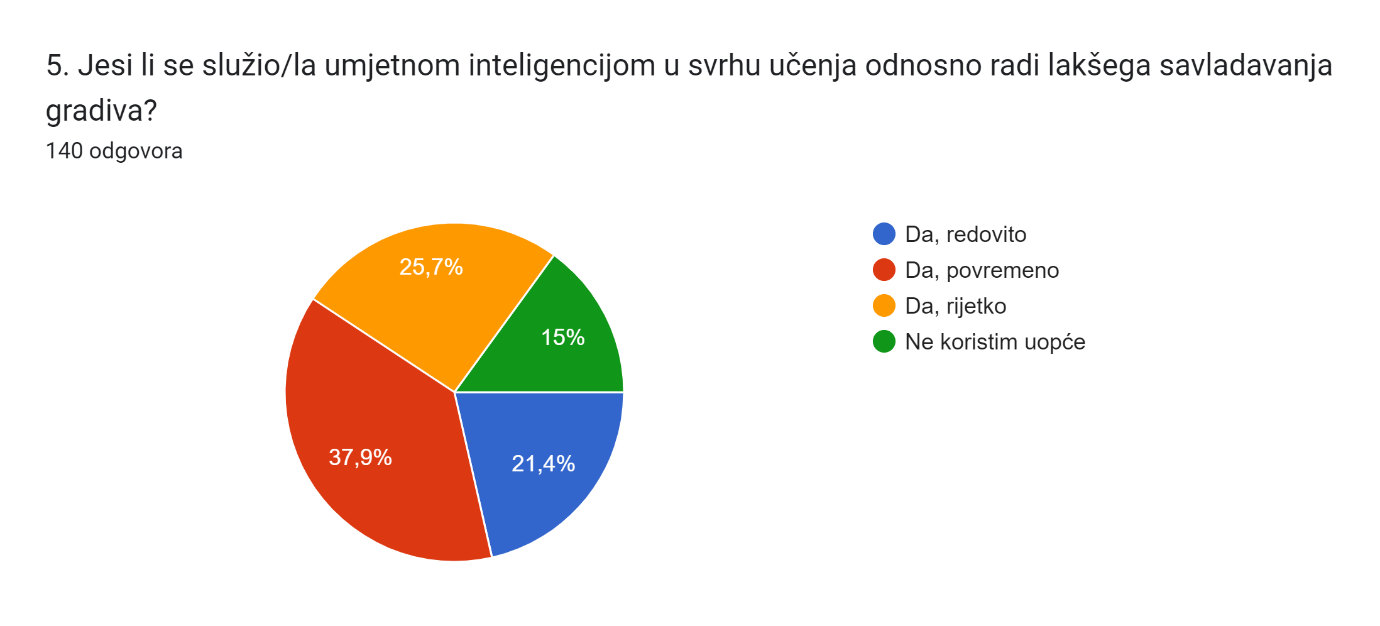 5. Jesi li se služio/la umjetnom inteligencijom u svrhu učenja odnosno radi lakšega savladavanja
gradiva?
140 odgovora
Da, redovito
Da, povremeno
Da, rijetko
Ne koristim uopće
25,7%
15%
37,9%
21,4%